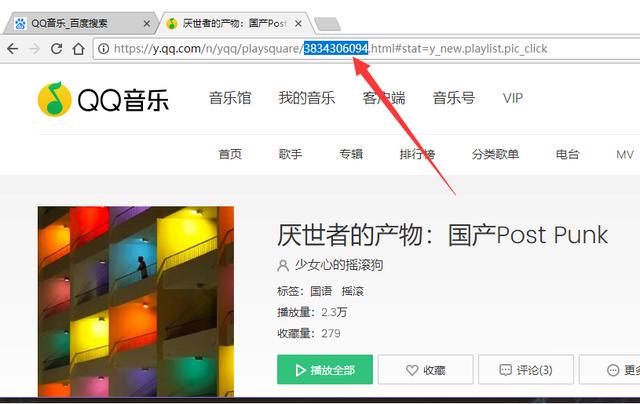 QQ音乐_百度搜索
厌世者的产物：国产Post
https://y.qq.com/n/yqq/playsquare/3834306094.html#stat=y_new.playlist.pic_click
QQ音乐 音乐馆 我的音乐 客户端 音乐号 VIP
首页 歌手 专辑 排行榜 分类歌单 电台 MV
厌世者的产物：国产Post Punk
少女心的摇滚狗
标签：国语 摇滚
播放量：2.3万
收藏量：279
播放全部 收藏 评论(3) 更多